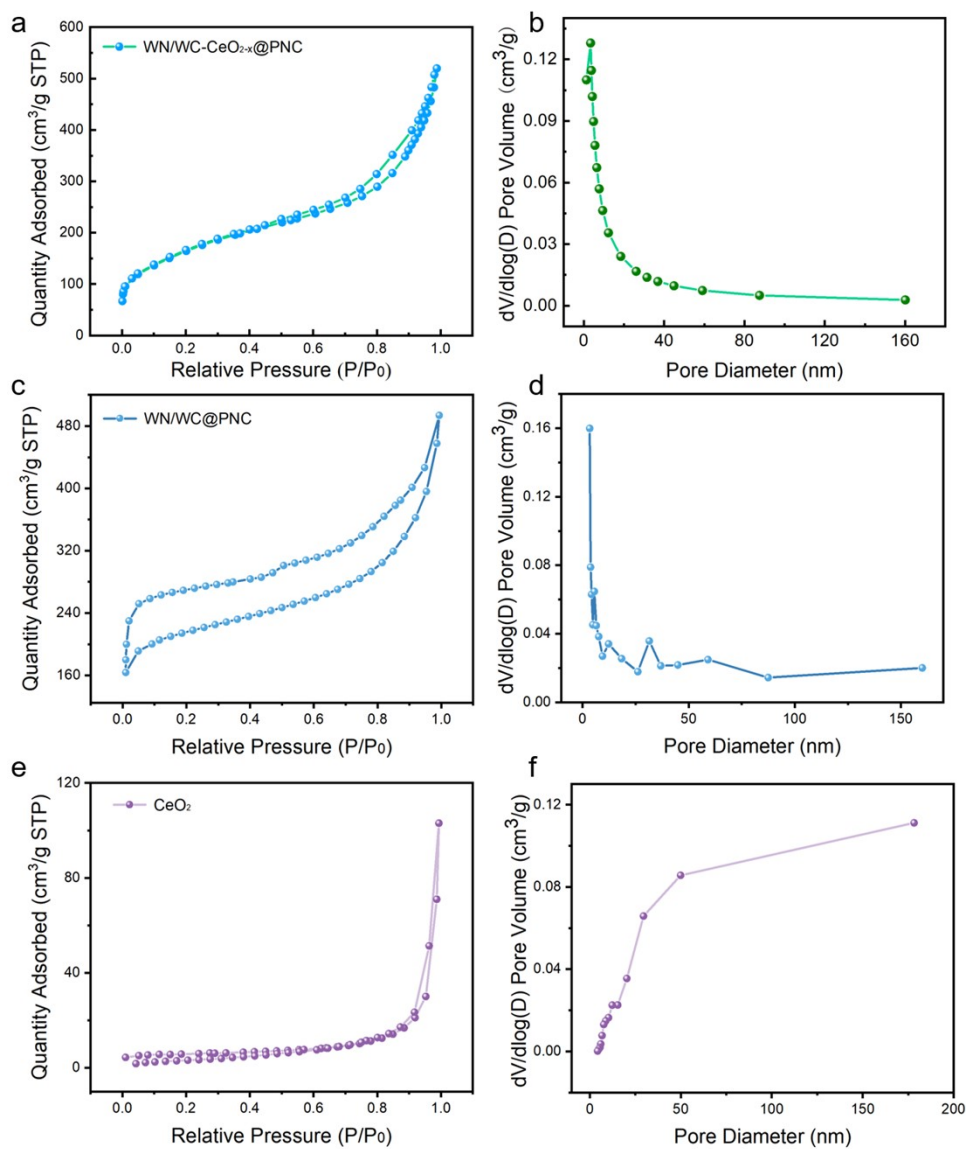 a
WN/WC-CeO₂₋ₓ@PNC
Quantity Adsorbed (cm³/g STP)
600
500
400
300
200
100
0
0.0 0.2 0.4 0.6 0.8 1.0
Relative Pressure (P/P₀)
b
dV/dlog(D) Pore Volume (cm³/g)
0.12
0.09
0.06
0.03
0.00
0 40 80 120 160
Pore Diameter (nm)
c
WN/WC@PNC
Quantity Adsorbed (cm³/g STP)
480
400
320
240
160
0.0 0.2 0.4 0.6 0.8 1.0
Relative Pressure (P/P₀)
d
dV/dlog(D) Pore Volume (cm³/g)
0.16
0.12
0.08
0.04
0.00
0 50 100 150
Pore Diameter (nm)
e
CeO₂
Quantity Adsorbed (cm³/g STP)
120
80
40
0
0.0 0.2 0.4 0.6 0.8 1.0
Relative Pressure (P/P₀)
f
dV/dlog(D) Pore Volume (cm³/g)
0.12
0.08
0.04
0.00
0 50 100 150 200
Pore Diameter (nm)